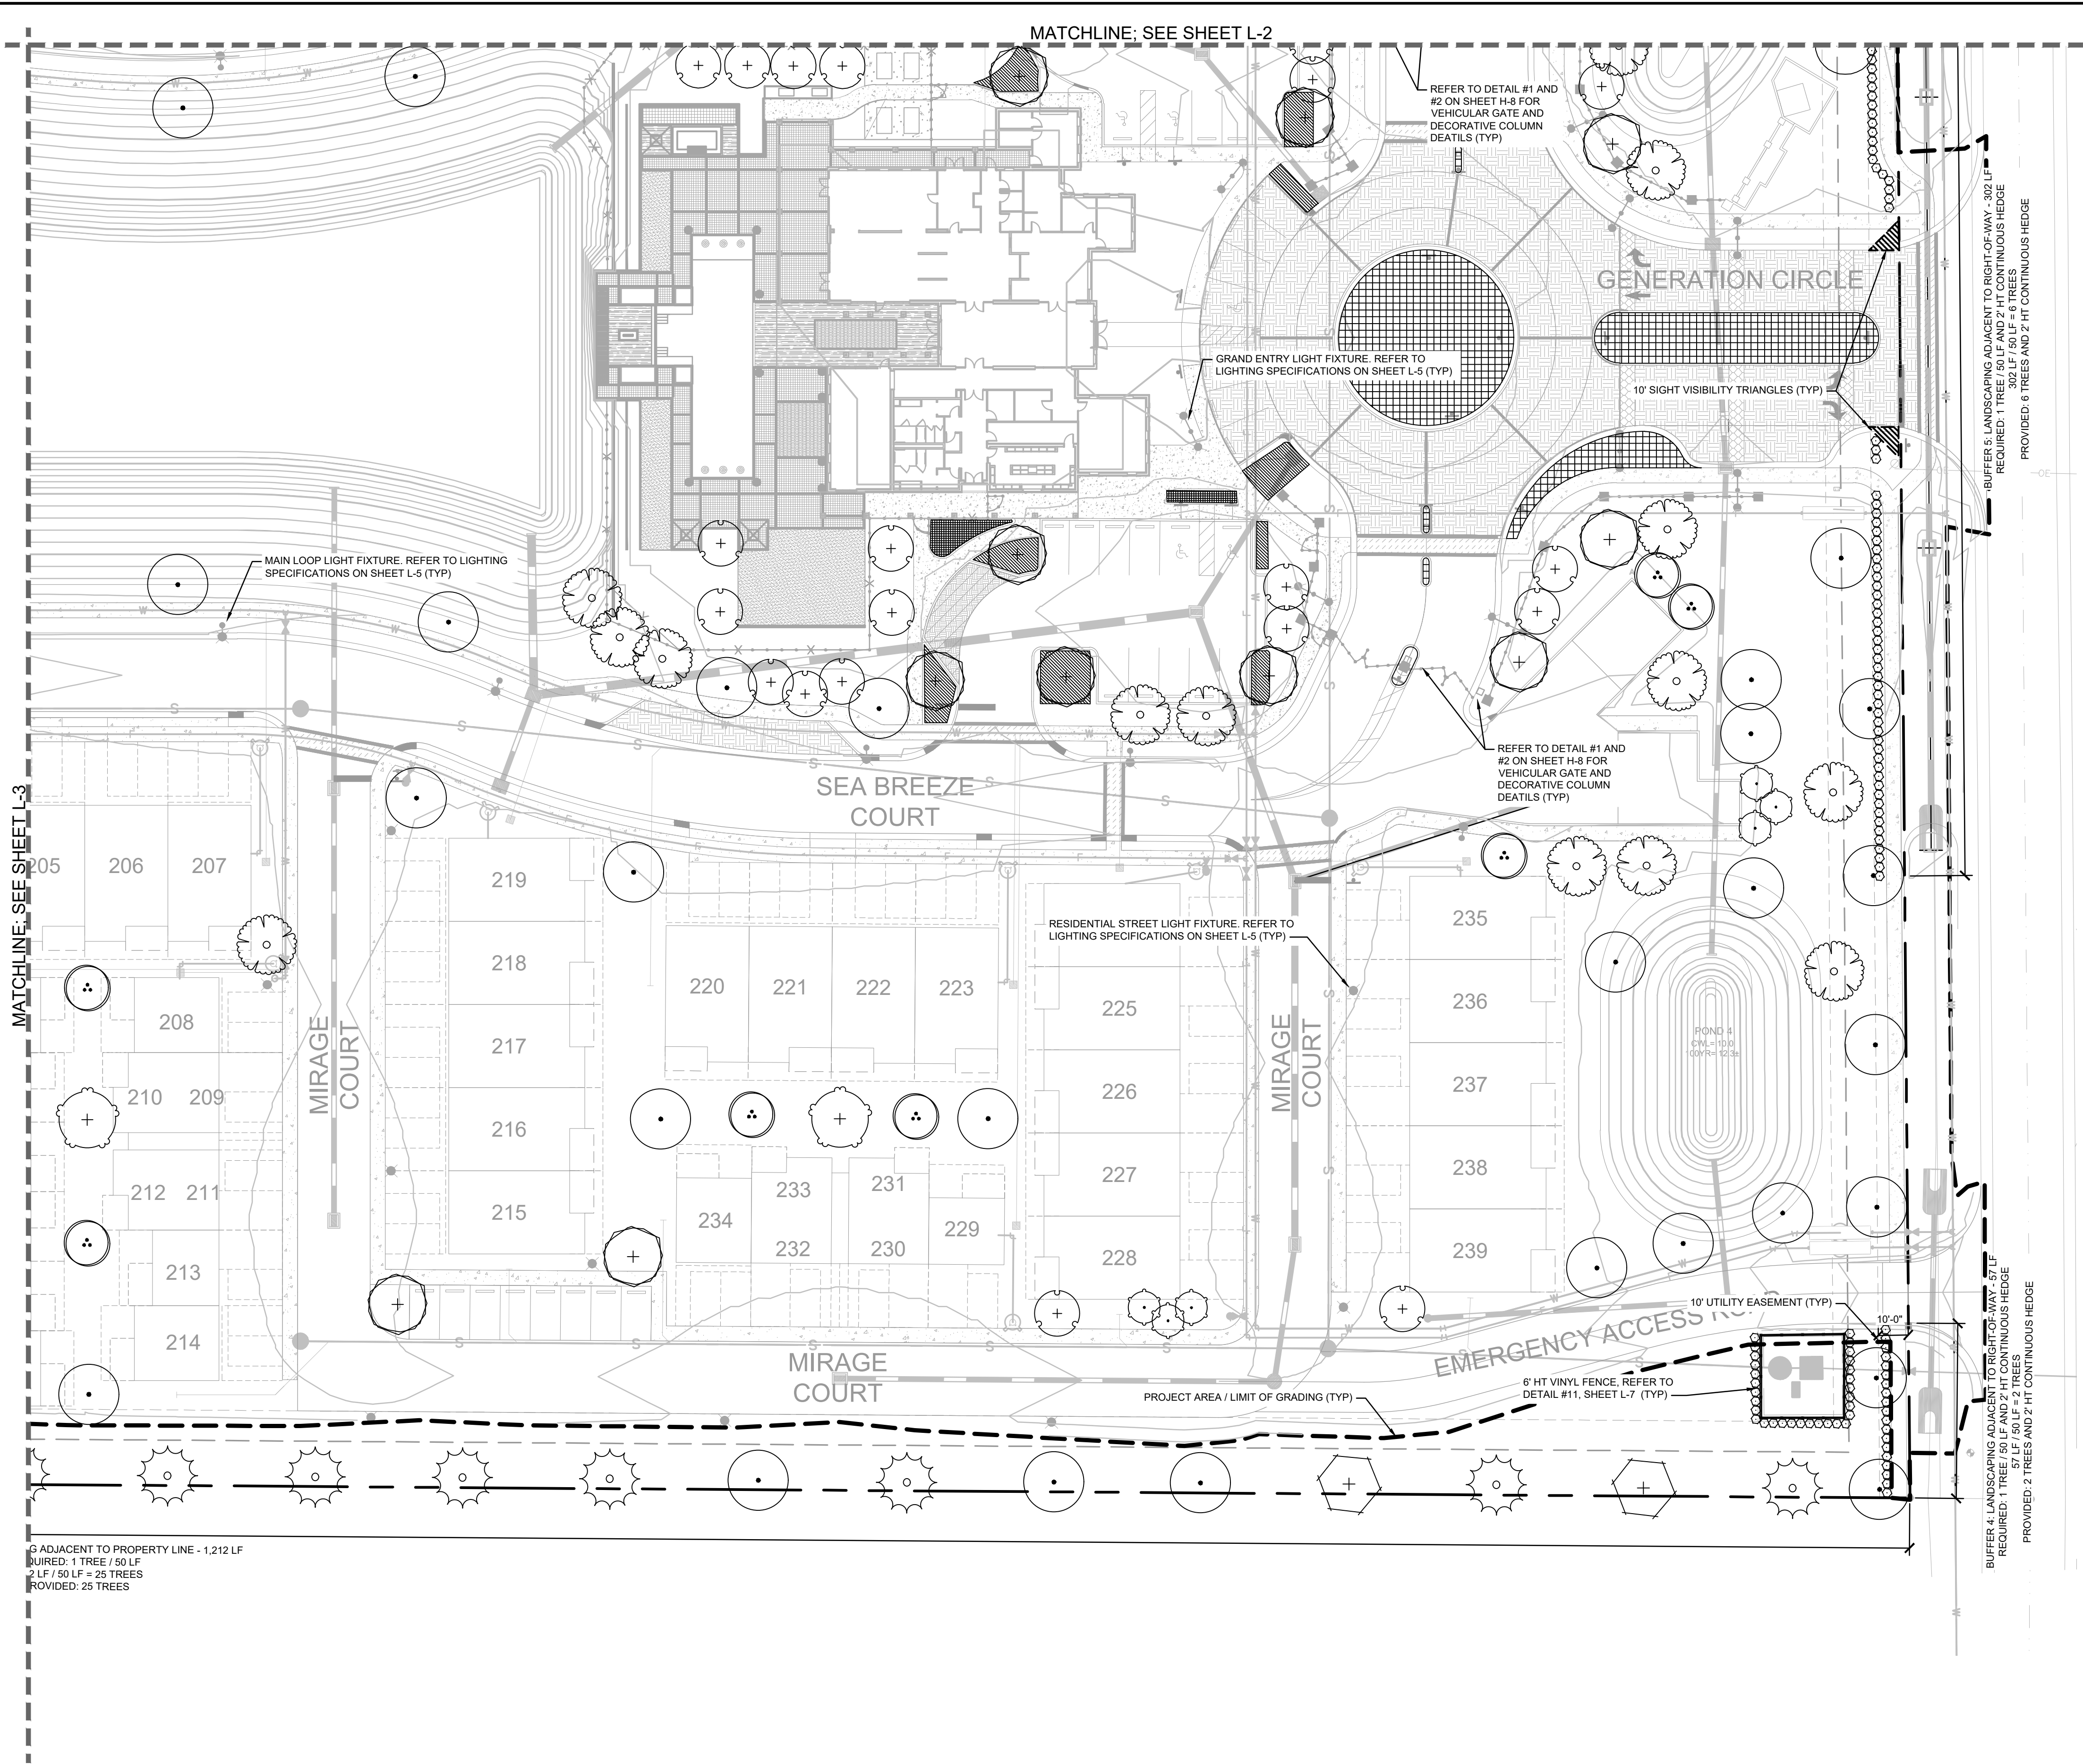 MATCHLINE; SEE SHEET L-2
REFER TO DETAIL #1 AND
#2 ON SHEET H-8 FOR
VEHICULAR GATE AND
DECORATIVE COLUMN
DEATILS (TYP)
GENERATION CIRCLE
GRAND ENTRY LIGHT FIXTURE. REFER TO
LIGHTING SPECIFICATIONS ON SHEET L-5 (TYP)
10' SIGHT VISIBILITY TRIANGLES (TYP)
BUFFER 5: LANDSCAPING ADJACENT TO RIGHT-OF-WAY - 302 LF
REQUIRED: 1 TREE / 50 LF AND 2' HT CONTINUOUS HEDGE
302 LF / 50 LF = 6 TREES
PROVIDED: 6 TREES AND 2' HT CONTINUOUS HEDGE
OE
MAIN LOOP LIGHT FIXTURE. REFER TO LIGHTING
SPECIFICATIONS ON SHEET L-5 (TYP)
REFER TO DETAIL #1 AND
#2 ON SHEET H-8 FOR
VEHICULAR GATE AND
DECORATIVE COLUMN
DEATILS (TYP)
SEA BREEZE
COURT
MATCHLINE; SEE SHEET L-3
205 206 207
219
218
217
216
215
220 221 222 223
RESIDENTIAL STREET LIGHT FIXTURE. REFER TO
LIGHTING SPECIFICATIONS ON SHEET L-5 (TYP)
225
226
227
228
235
236
237
238
239
208
210 209
212 211
213
214
MIRAGE
COURT
MIRAGE
COURT
POND 4
CWL= 10.0
100YR= 12.3±
233 231
234 229
232 230
MIRAGE
COURT
EMERGENCY ACCESS
10' UTILITY EASEMENT (TYP)
10'-0"
PROJECT AREA / LIMIT OF GRADING (TYP)
6' HT VINYL FENCE, REFER TO
DETAIL #11, SHEET L-7 (TYP)
BUFFER 4: LANDSCAPING ADJACENT TO RIGHT-OF-WAY - 57 LF
REQUIRED: 1 TREE / 50 LF AND 2' HT CONTINUOUS HEDGE
57 LF / 50 LF = 2 TREES
PROVIDED: 2 TREES AND 2' HT CONTINUOUS HEDGE
G ADJACENT TO PROPERTY LINE - 1,212 LF
QUIRED: 1 TREE / 50 LF
2 LF / 50 LF = 25 TREES
ROVIDED: 25 TREES